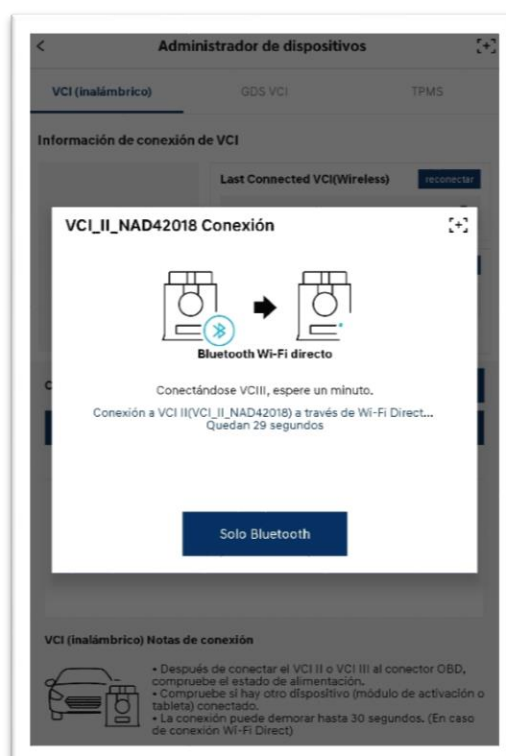 Administrador de dispositivos
VCI (inalámbrico)
GDS VCI
TPMS
Información de conexión de VCI
Last Connected VCI(Wireless)
reconectar
VCI_II_NAD42018 Conexión
Bluetooth Wi-Fi directo
Conectándose VCIII, espere un minuto.
Conexión a VCI II(VCI_II_NAD42018) a través de Wi-Fi Direct...
Quedan 29 segundos
Solo Bluetooth
VCI (inalámbrico) Notas de conexión
• Después de conectar el VCI II o VCI III al conector OBD,
compruebe el estado de alimentación.
• Compruebe si hay otro dispositivo (módulo de activación o
tableta) conectado.
• La conexión puede demorar hasta 30 segundos. (En caso
de conexión Wi-Fi Direct)